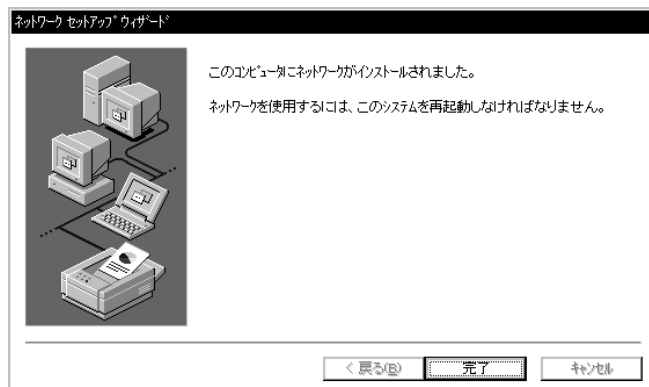 ネットワーク セットアップ ウィザード
このコンピュータにネットワークがインストールされました。
ネットワークを使用するには、このシステムを再起動しなければなりません。
< 戻る(B)
完了
キャンセル